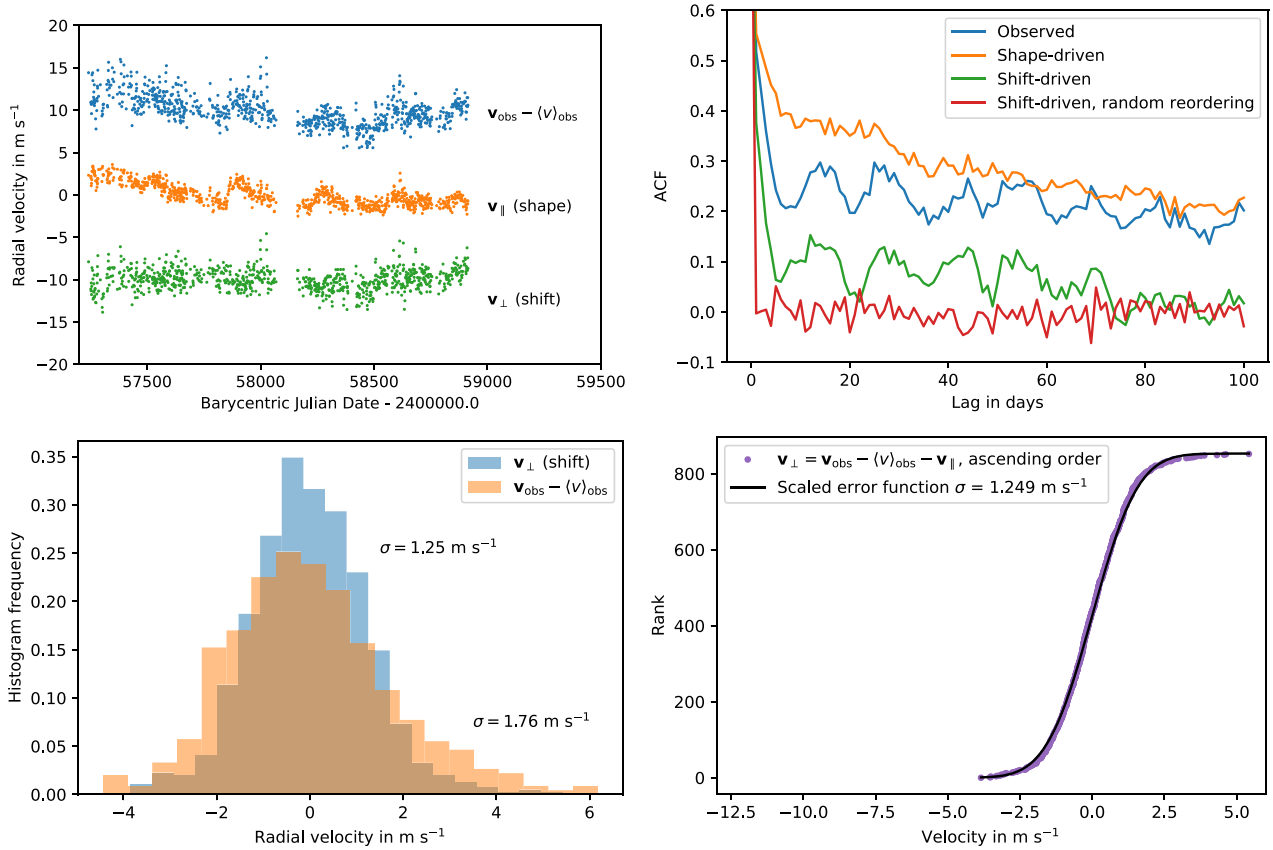 20
15
10
5
0
−5
−10
−15
−20
Radial velocity in m s⁻¹
v_obs − ⟨v⟩_obs
v_∥ (shape)
v_⊥ (shift)
57500 58000 58500 59000 59500
Barycentric Julian Date - 2400000.0
0.6
0.5
0.4
0.3
0.2
0.1
0.0
−0.1
ACF
Observed
Shape-driven
Shift-driven
Shift-driven, random reordering
0 20 40 60 80 100
Lag in days
0.35
0.30
0.25
0.20
0.15
0.10
0.05
0.00
Histogram frequency
v_⊥ (shift)
v_obs − ⟨v⟩_obs
σ = 1.25 m s⁻¹
σ = 1.76 m s⁻¹
−4 −2 0 2 4 6
Radial velocity in m s⁻¹
800
600
400
200
0
Rank
v_⊥ = v_obs − ⟨v⟩_obs − v_∥, ascending order
Scaled error function σ = 1.249 m s⁻¹
−12.5 −10.0 −7.5 −5.0 −2.5 0.0 2.5 5.0
Velocity in m s⁻¹